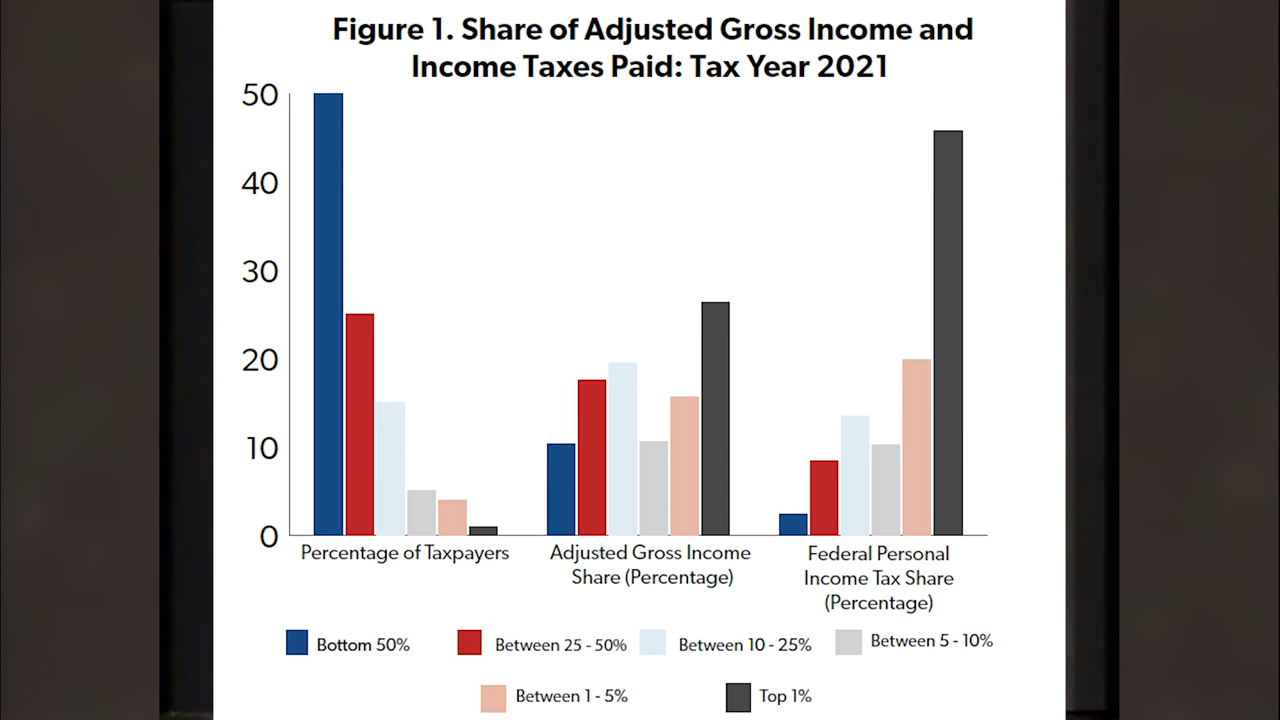 Figure 1. Share of Adjusted Gross Income and
Income Taxes Paid: Tax Year 2021
50
40
30
20
10
0
Percentage of Taxpayers
Adjusted Gross Income
Share (Percentage)
Federal Personal
Income Tax Share
(Percentage)
Bottom 50%
Between 25 - 50%
Between 10 - 25%
Between 5 - 10%
Between 1 - 5%
Top 1%